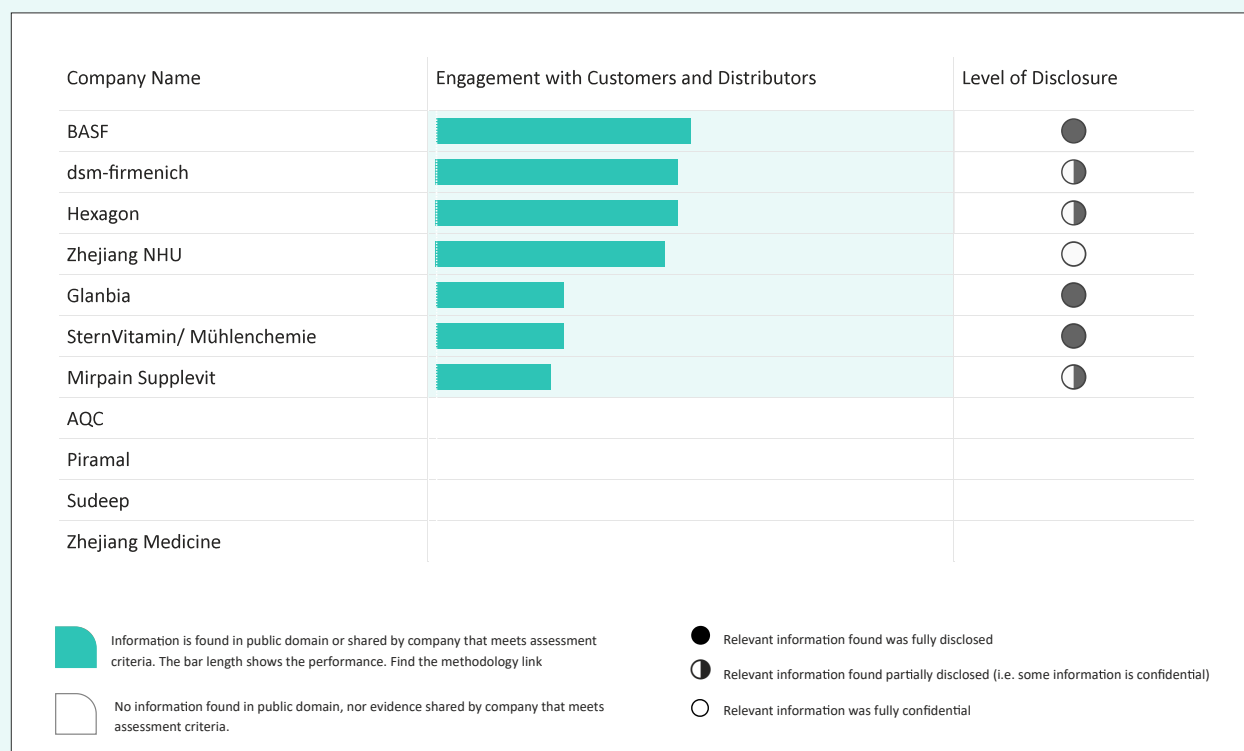 Company Name Engagement with Customers and Distributors Level of Disclosure
BASF
dsm-firmenich
Hexagon
Zhejiang NHU
Glanbia
SternVitamin/ Mühlenchemie
Mirpain Supplevit
AQC
Piramal
Sudeep
Zhejiang Medicine
Information is found in public domain or shared by company that meets assessment
criteria. The bar length shows the performance. Find the methodology link
No information found in public domain, nor evidence shared by company that meets
assessment criteria.
Relevant information found was fully disclosed
Relevant information found partially disclosed (i.e. some information is confidential)
Relevant information was fully confidential